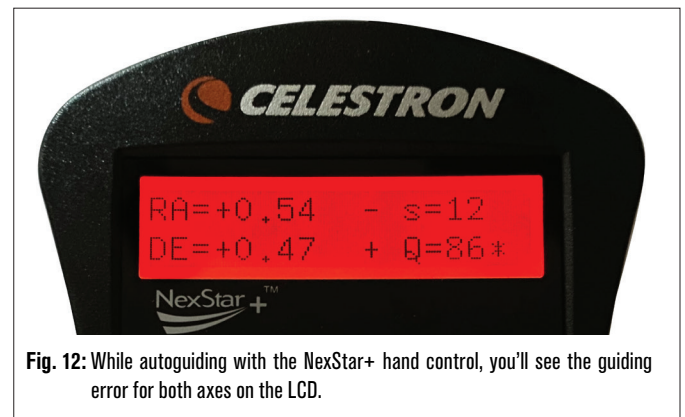 CELESTRON
RA=+0.54 - s=12
DE=+0.47 + Q=86*
NexStar+™
Fig. 12: While autoguiding with the NexStar+ hand control, you'll see the guiding
error for both axes on the LCD.